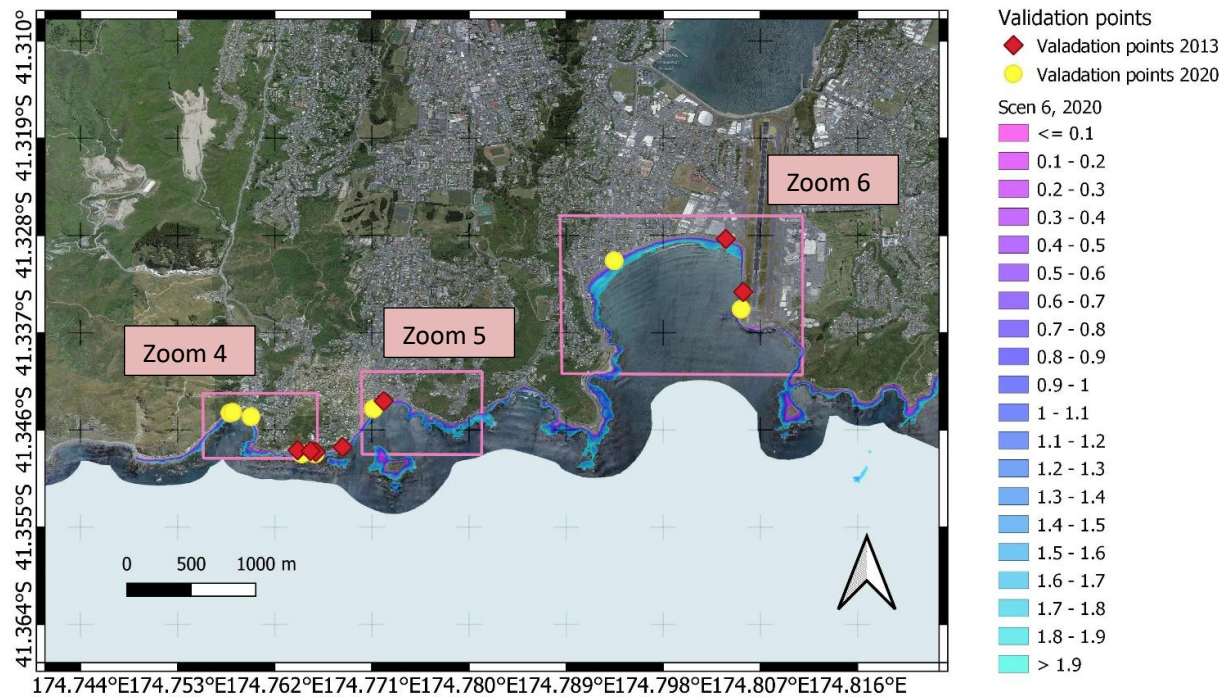 41.310°
41.319°S
41.328°S
41.337°S
41.346°S
41.355°S
41.364°S
Zoom 6
Zoom 5
Zoom 4
0 500 1000 m
174.744°E174.753°E174.762°E174.771°E174.780°E174.789°E174.798°E174.807°E174.816°E
Validation points
Valadation points 2013
Valadation points 2020
Scen 6, 2020
<= 0.1
0.1 - 0.2
0.2 - 0.3
0.3 - 0.4
0.4 - 0.5
0.5 - 0.6
0.6 - 0.7
0.7 - 0.8
0.8 - 0.9
0.9 - 1
1 - 1.1
1.1 - 1.2
1.2 - 1.3
1.3 - 1.4
1.4 - 1.5
1.5 - 1.6
1.6 - 1.7
1.7 - 1.8
1.8 - 1.9
> 1.9